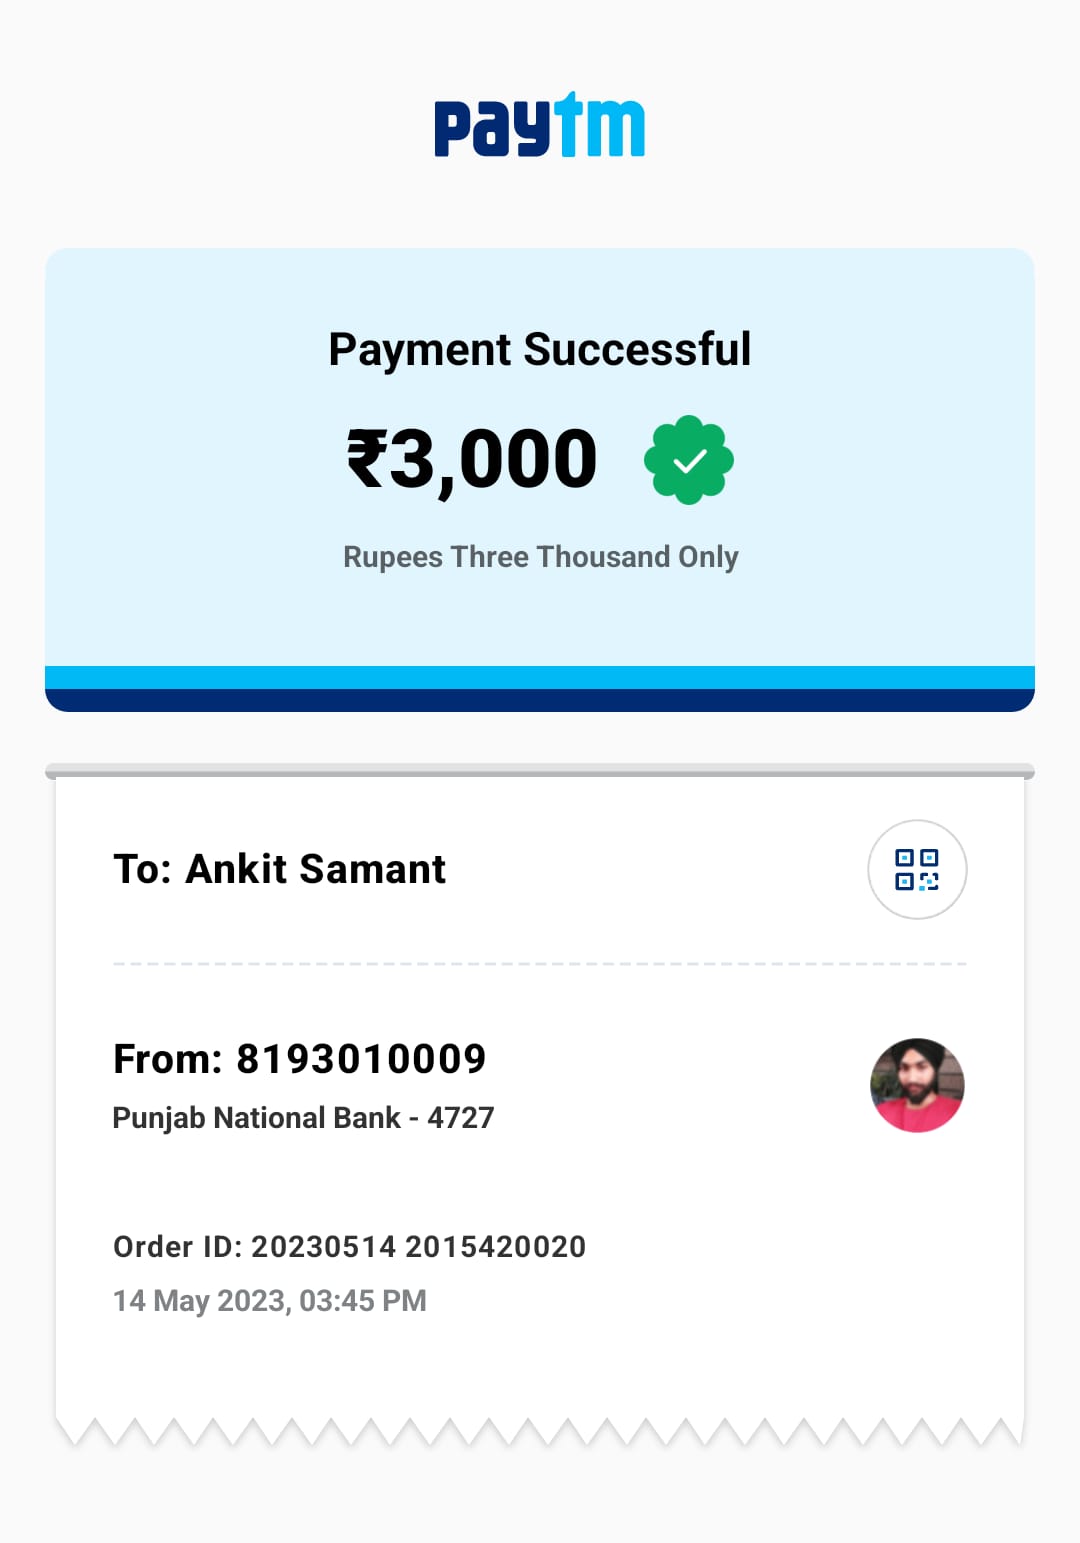 paytm
Payment Successful
₹3,000
Rupees Three Thousand Only
To: Ankit Samant
From: 8193010009
Punjab National Bank - 4727
Order ID: 20230514 2015420020
14 May 2023, 03:45 PM